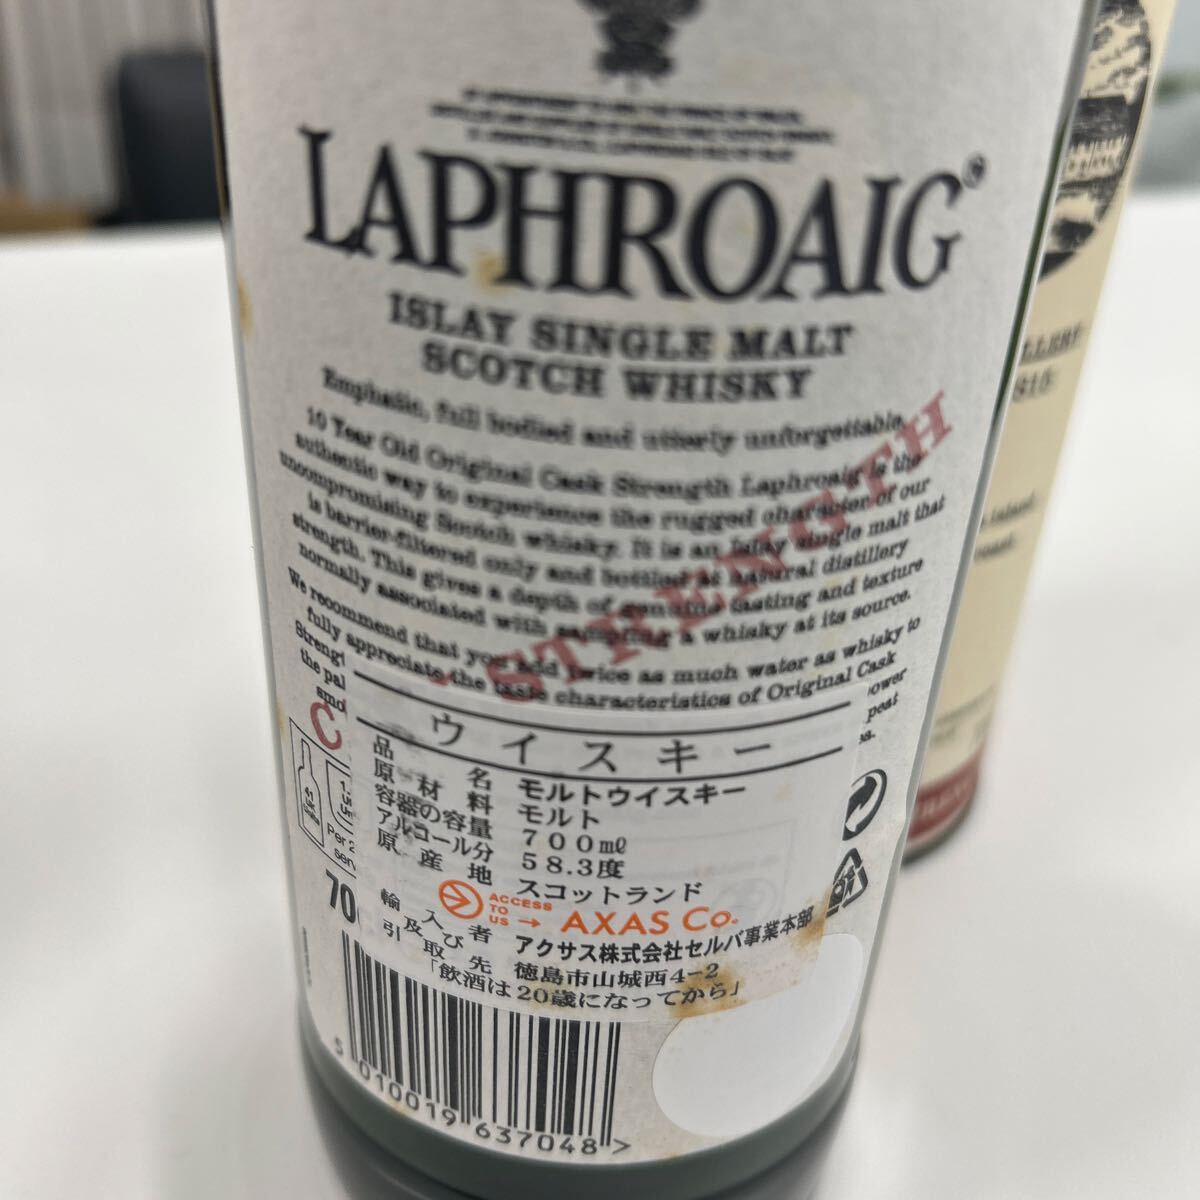 LAPHROAIG®
ISLAY SINGLE MALT
SCOTCH WHISKY
Emphatic, full bodied and utterly unforgettable.
10 Year Old Original Cask Strength Laphroaig is the
authentic way to experience the rugged character of our
uncompromising Scotch whisky. It is an Islay single malt that
is barrier-filtered only and bottled at natural distillery
strength. This gives a depth of genuine tasting and texture
normally associated with sampling a whisky at its source.
We recommend that you add twice as much water as whisky to
fully appreciate the taste characteristics of Original Cask
Streng
the pal power
smo peat
C STRENGTH
ウイスキー
品名 モルトウイスキー
原材料 モルト
容器の容量 700㎖
アルコール分 58.3度
原産地 スコットランド
ACCESS TO US → AXAS Co.
輸入者及び引取先 アクサス株式会社セルバ事業本部
徳島市山城西4-2
「飲酒は20歳になってから」
70
5 010019 637048 >
LLERY
815